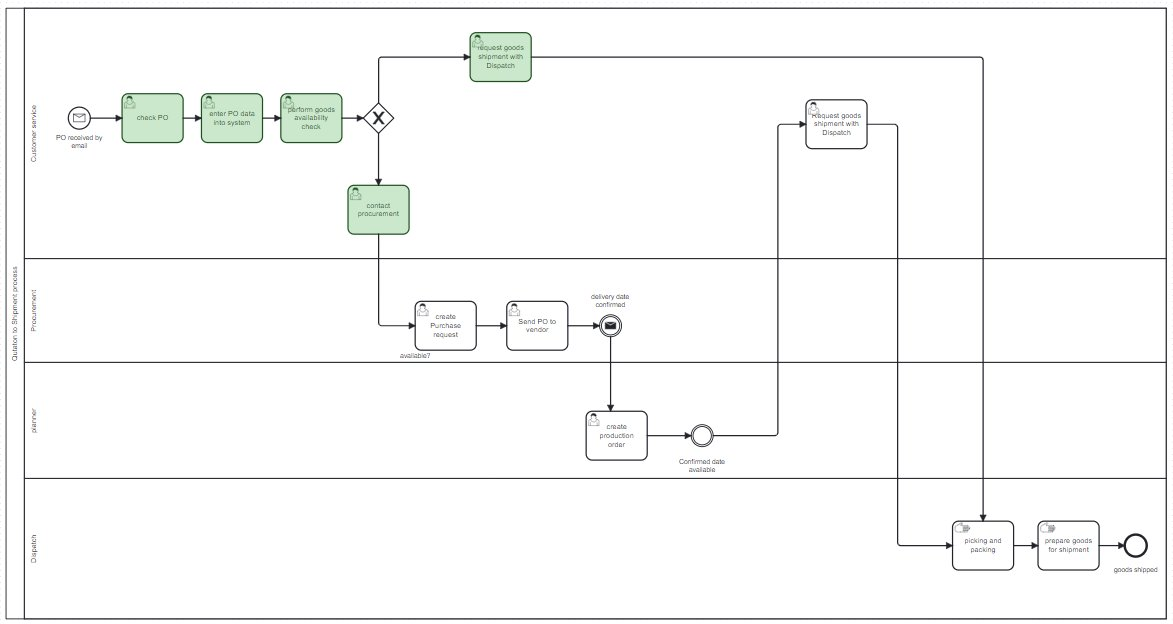 Qutation to Shipment process
Customer service
PO received by
email
check PO
enter PO data
into system
perform goods
availability
check
request goods
shipment with
Dispatch
Request goods
shipment with
Dispatch
contact
procurement
Procurement
create
Purchase
request
available?
Send PO to
vendor
delivery date
confirmed
planner
create
production
order
Confirmed date
available
Dispatch
picking and
packing
prepare goods
for shipment
goods shipped